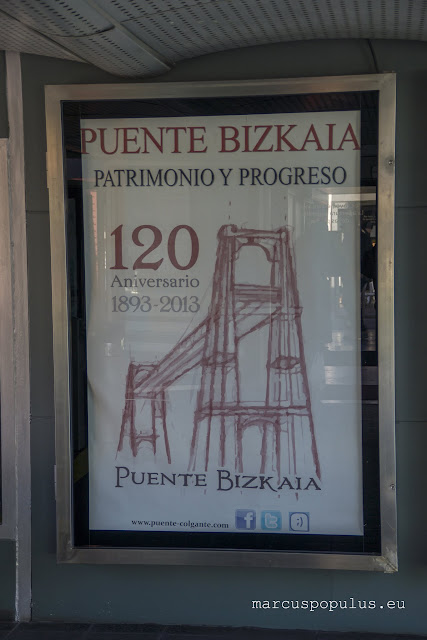 PUENTE BIZKAIA
PATRIMONIO Y PROGRESO
120
Aniversario
1893-2013
PUENTE BIZKAIA
www.puente-colgante.com f t ;)
marcuspopulus.eu